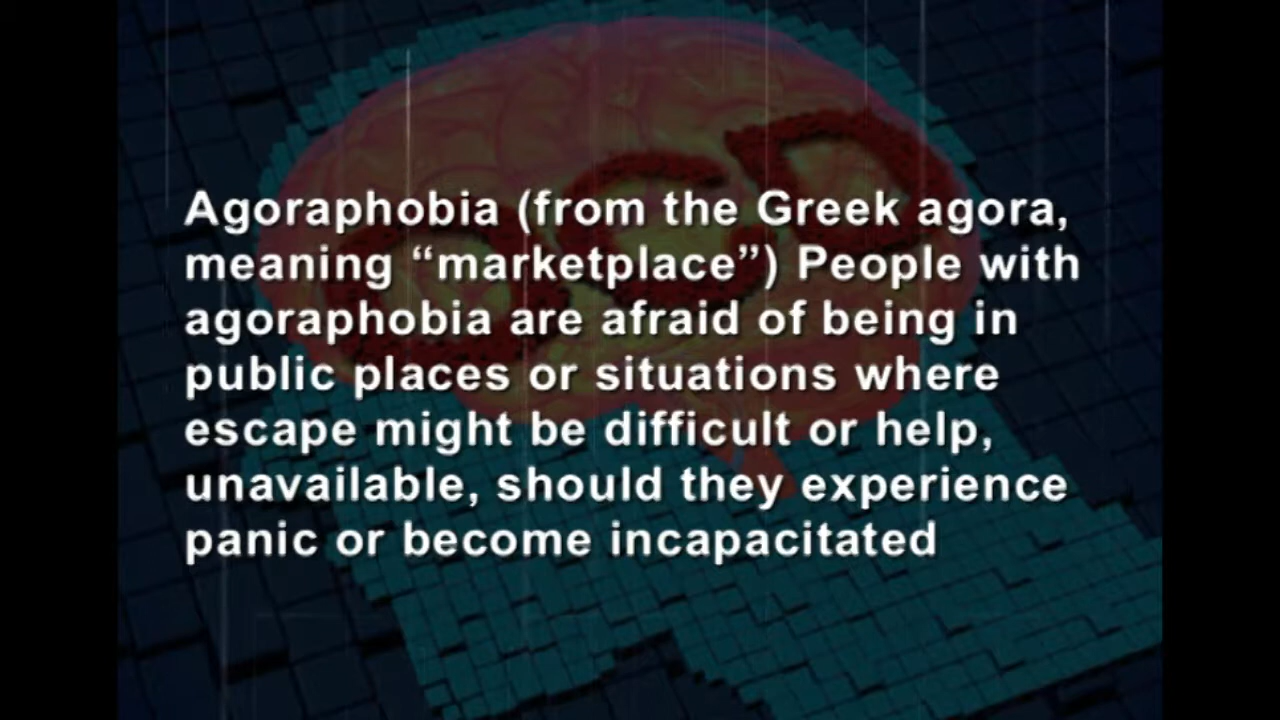 OCD
Agoraphobia (from the Greek agora,
meaning “marketplace”) People with
agoraphobia are afraid of being in
public places or situations where
escape might be difficult or help,
unavailable, should they experience
panic or become incapacitated